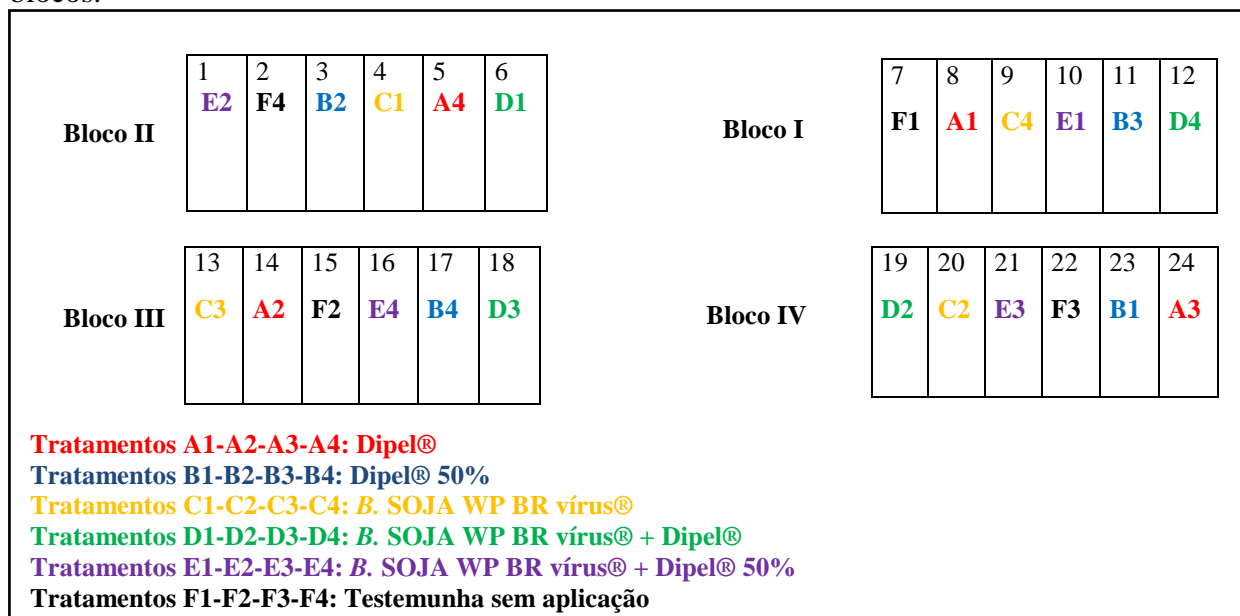 blocos:
1 2 3 4 5 6
E2 F4 B2 C1 A4 D1
Bloco II
7 8 9 10 11 12
F1 A1 C4 E1 B3 D4
Bloco I
13 14 15 16 17 18
C3 A2 F2 E4 B4 D3
Bloco III
19 20 21 22 23 24
D2 C2 E3 F3 B1 A3
Bloco IV
Tratamentos A1-A2-A3-A4: Dipel®
Tratamentos B1-B2-B3-B4: Dipel® 50%
Tratamentos C1-C2-C3-C4: B. SOJA WP BR vírus®
Tratamentos D1-D2-D3-D4: B. SOJA WP BR vírus® + Dipel®
Tratamentos E1-E2-E3-E4: B. SOJA WP BR vírus® + Dipel® 50%
Tratamentos F1-F2-F3-F4: Testemunha sem aplicação